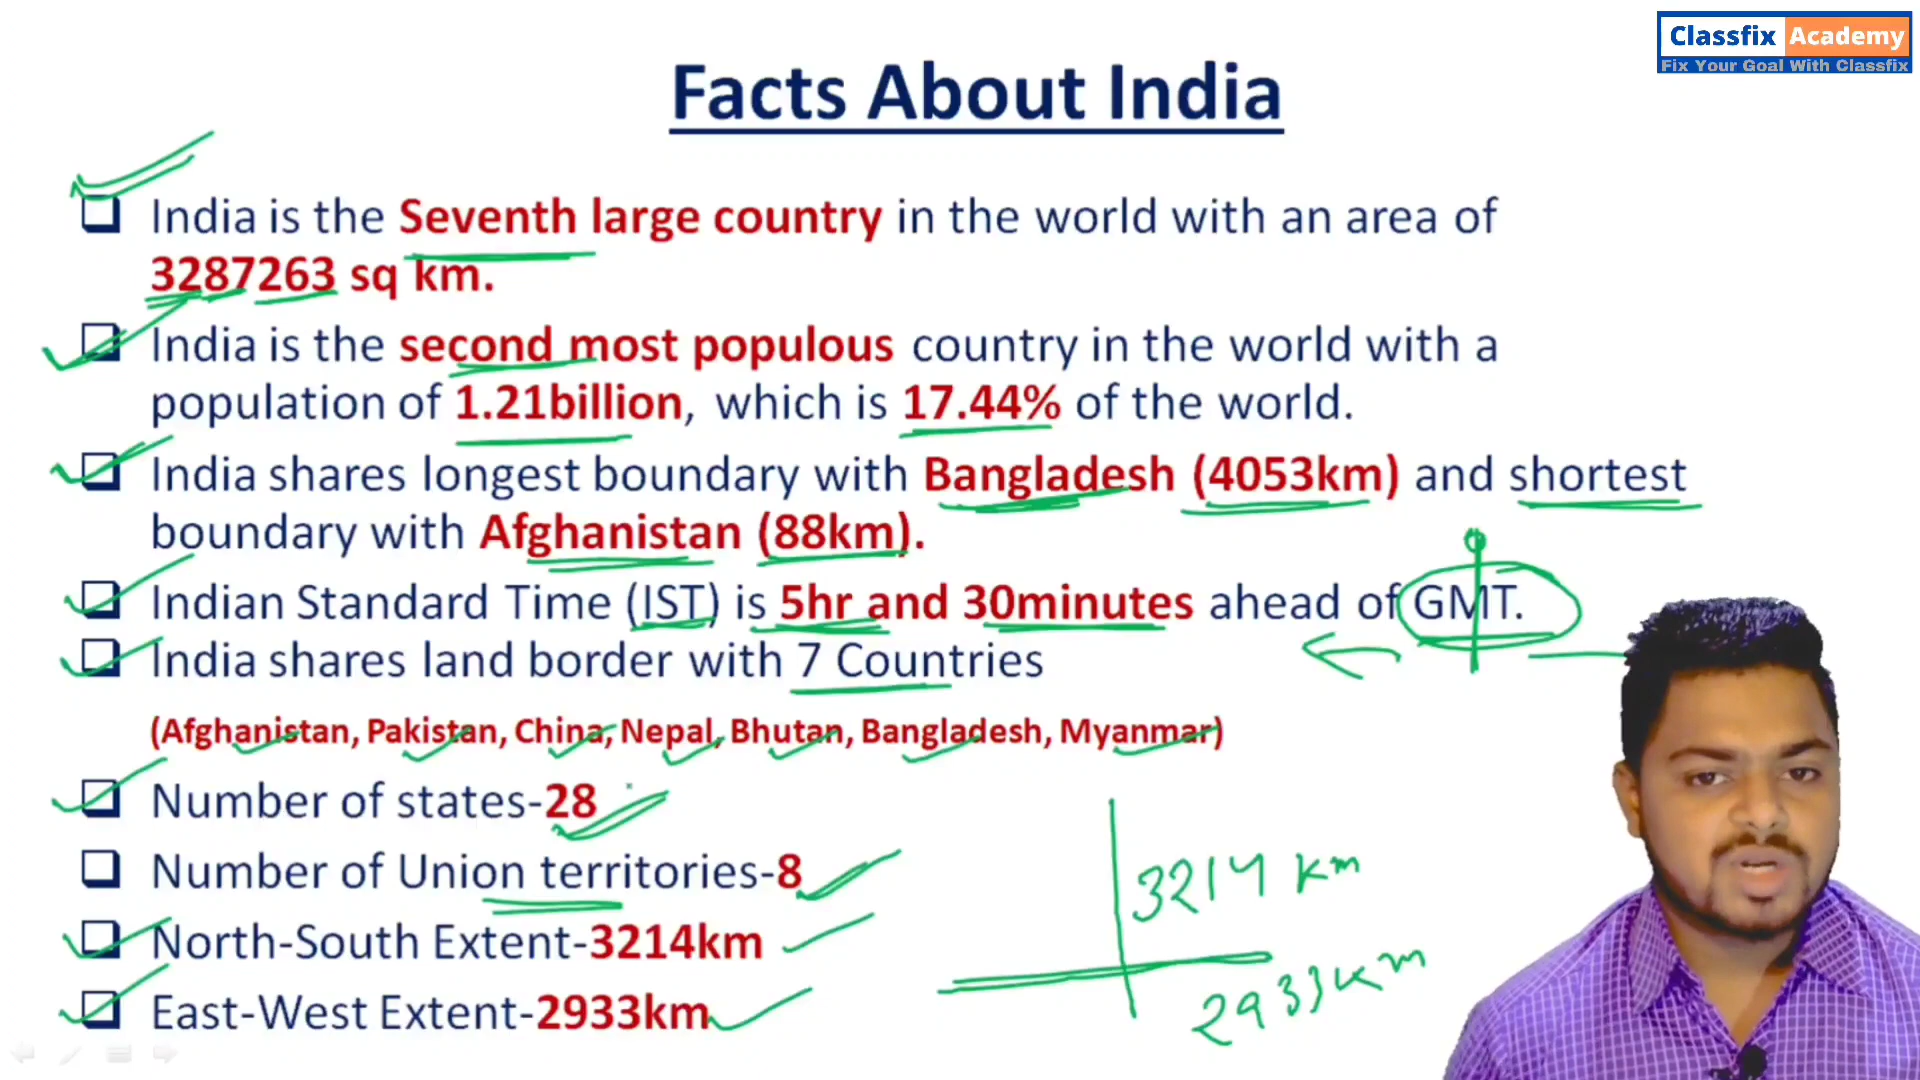 Classfix Academy
Fix Your Goal With Classfix
Facts About India
India is the Seventh large country in the world with an area of
3287263 sq km.
India is the second most populous country in the world with a
population of 1.21billion, which is 17.44% of the world.
India shares longest boundary with Bangladesh (4053km) and shortest
boundary with Afghanistan (88km).
Indian Standard Time (IST) is 5hr and 30minutes ahead of GMT.
India shares land border with 7 Countries
(Afghanistan, Pakistan, China, Nepal, Bhutan, Bangladesh, Myanmar)
Number of states-28
Number of Union territories-8
3214 Km
North-South Extent-3214km
2933Km
East-West Extent-2933km